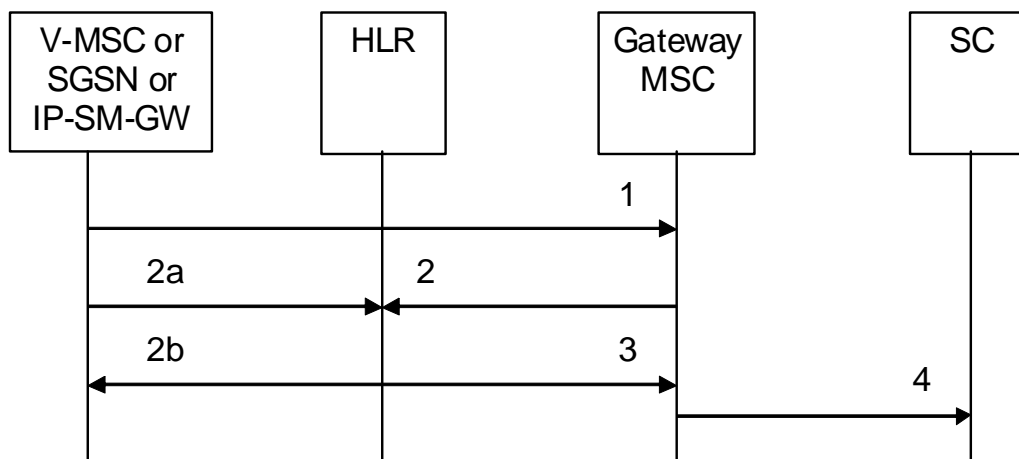 V-MSC or
SGSN or
IP-SM-GW
HLR
Gateway
MSC
SC
1
2a
2
2b
3
4